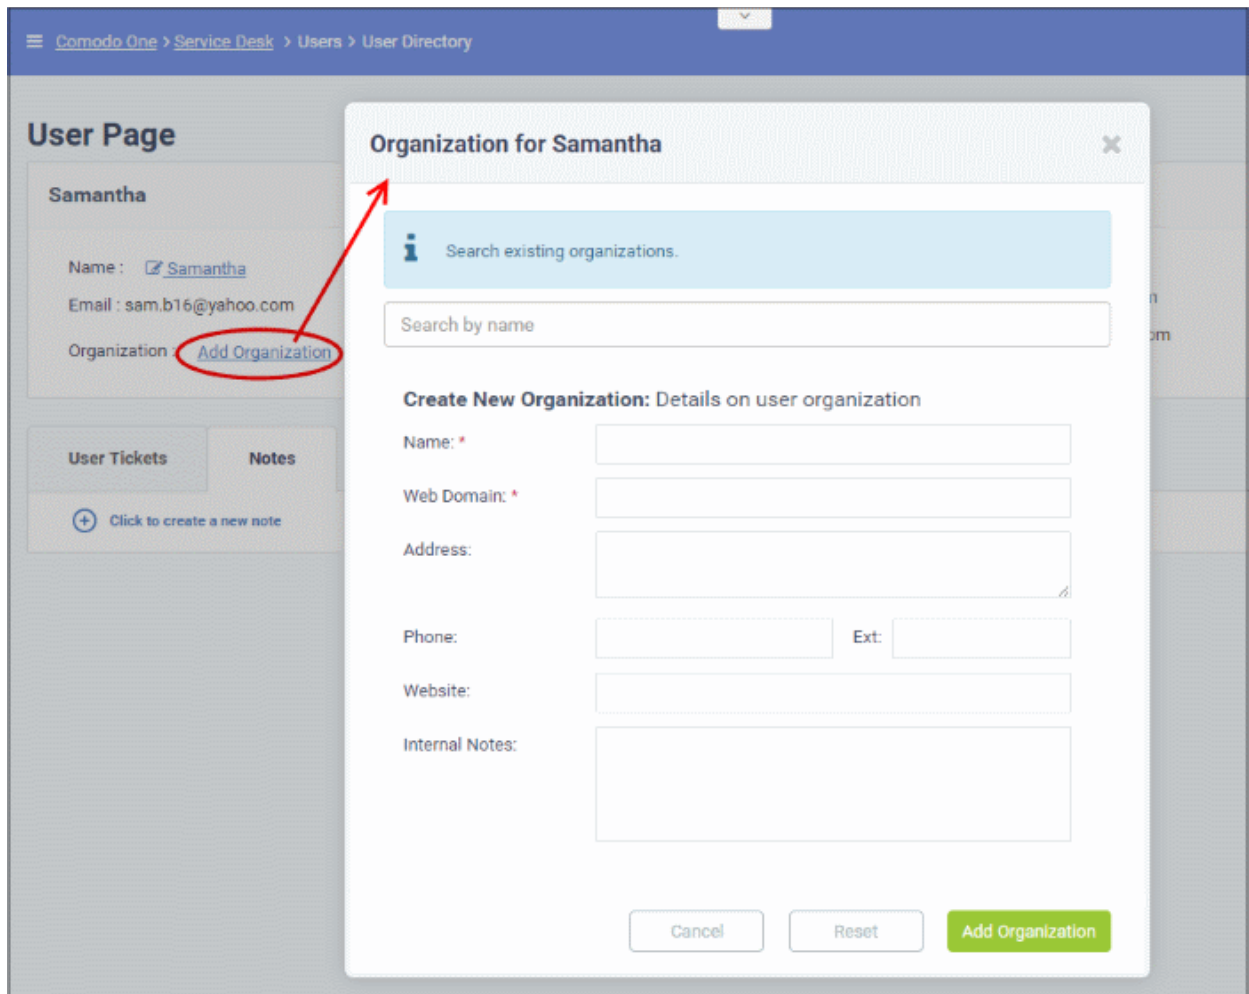 Comodo One > Service Desk > Users > User Directory
User Page
Samantha
Name : Samantha
Email : sam.b16@yahoo.com
Organization : Add Organization
User Tickets Notes
Click to create a new note
Organization for Samantha
Search existing organizations.
Search by name
Create New Organization: Details on user organization
Name: *
Web Domain: *
Address:
Phone: Ext:
Website:
Internal Notes:
Cancel Reset Add Organization